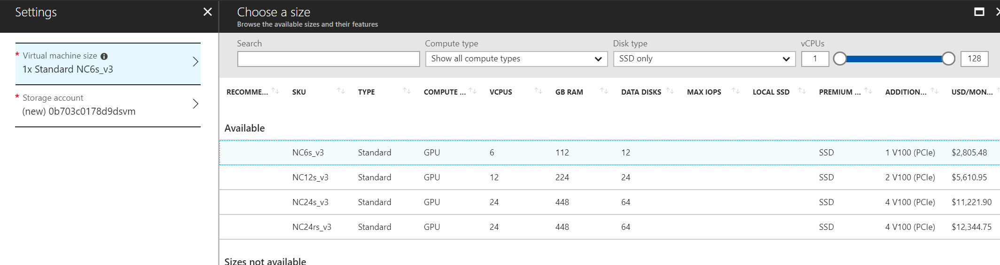 Settings
* Virtual machine size
1x Standard NC6s_v3
* Storage account
(new) 0b703c0178d9dsvm
Choose a size
Browse the available sizes and their features
Search Compute type Disk type vCPUs
Show all compute types SSD only 1 128
RECOMME... SKU TYPE COMPUTE ... VCPUS GB RAM DATA DISKS MAX IOPS LOCAL SSD PREMIUM ... ADDITION... USD/MON...
Available
NC6s_v3 Standard GPU 6 112 12 SSD 1 V100 (PCIe) $2,805.48
NC12s_v3 Standard GPU 12 224 24 SSD 2 V100 (PCIe) $5,610.95
NC24s_v3 Standard GPU 24 448 64 SSD 4 V100 (PCIe) $11,221.90
NC24rs_v3 Standard GPU 24 448 64 SSD 4 V100 (PCIe) $12,344.75
Sizes not available